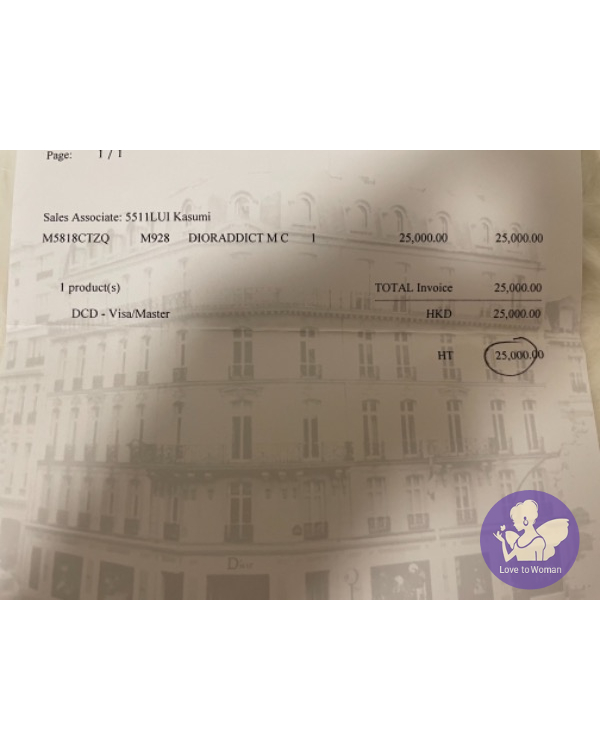 Page: 1 / 1
Sales Associate: 5511LUI Kasumi
M5818CTZQ M928 DIORADDICT M C 1 25,000.00 25,000.00
1 product(s) TOTAL Invoice 25,000.00
DCD - Visa/Master HKD 25,000.00
HT 25,000.00
Dior
Love to Woman